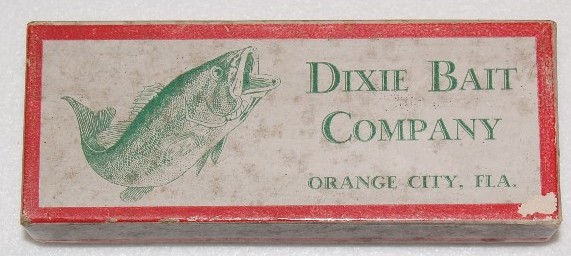 DIXIE BAIT
COMPANY
ORANGE CITY, FLA.